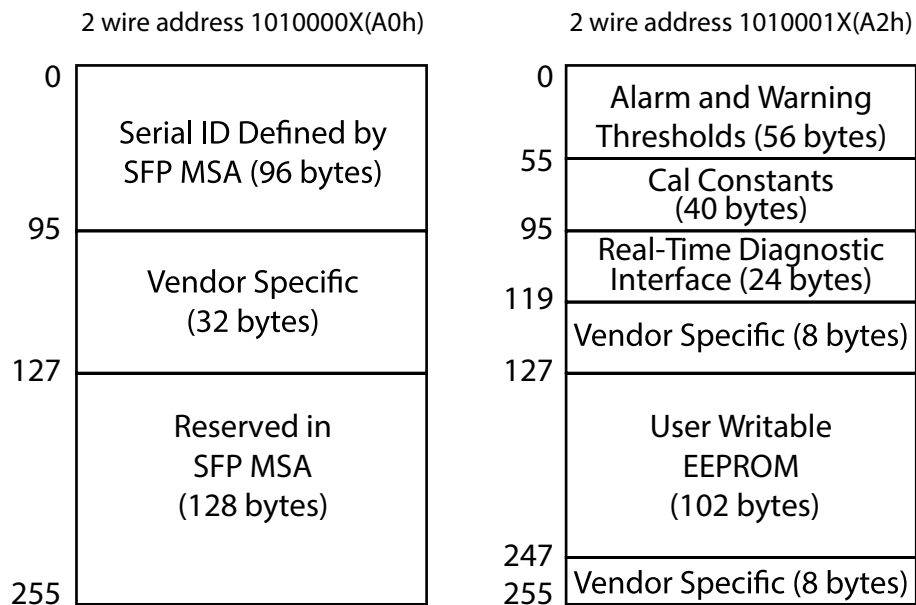 2 wire address 1010000X(A0h)
0
Serial ID Defined by
SFP MSA (96 bytes)
95
Vendor Specific
(32 bytes)
127
Reserved in
SFP MSA
(128 bytes)
255
2 wire address 1010001X(A2h)
0
Alarm and Warning
Thresholds (56 bytes)
55
Cal Constants
(40 bytes)
95
Real-Time Diagnostic
Interface (24 bytes)
119
Vendor Specific (8 bytes)
127
User Writable
EEPROM
(102 bytes)
247
Vendor Specific (8 bytes)
255